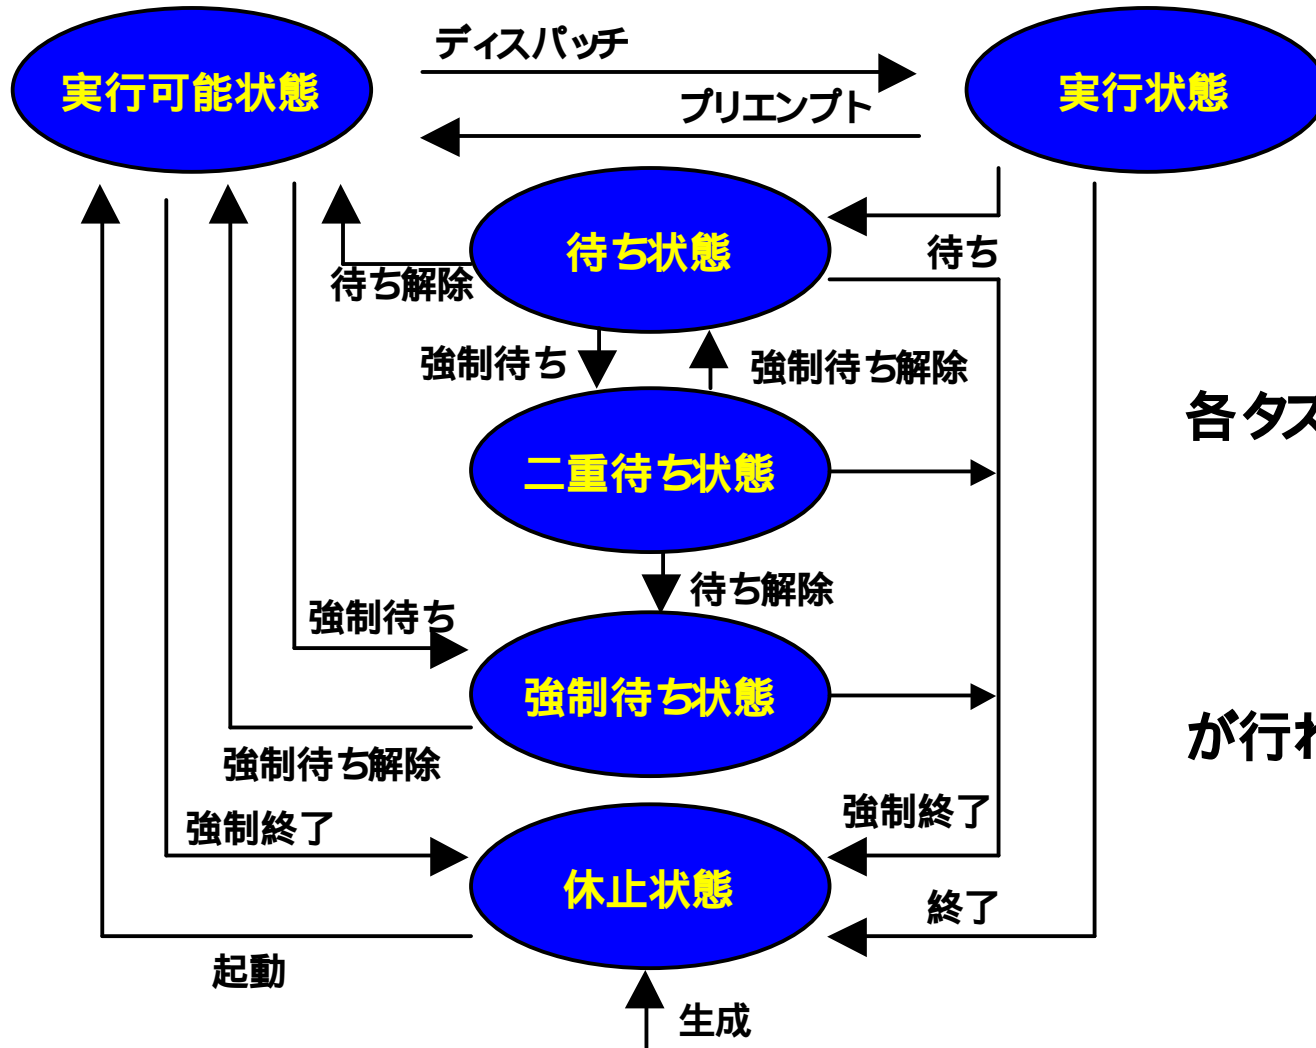 ディスパッチ
実行可能状態
実行状態
プリエンプト
待ち状態
待ち
待ち解除
強制待ち
強制待ち解除
各タス
二重待ち状態
待ち解除
強制待ち
強制待ち状態
が行わ
強制待ち解除
強制終了
強制終了
休止状態
終了
起動
生成